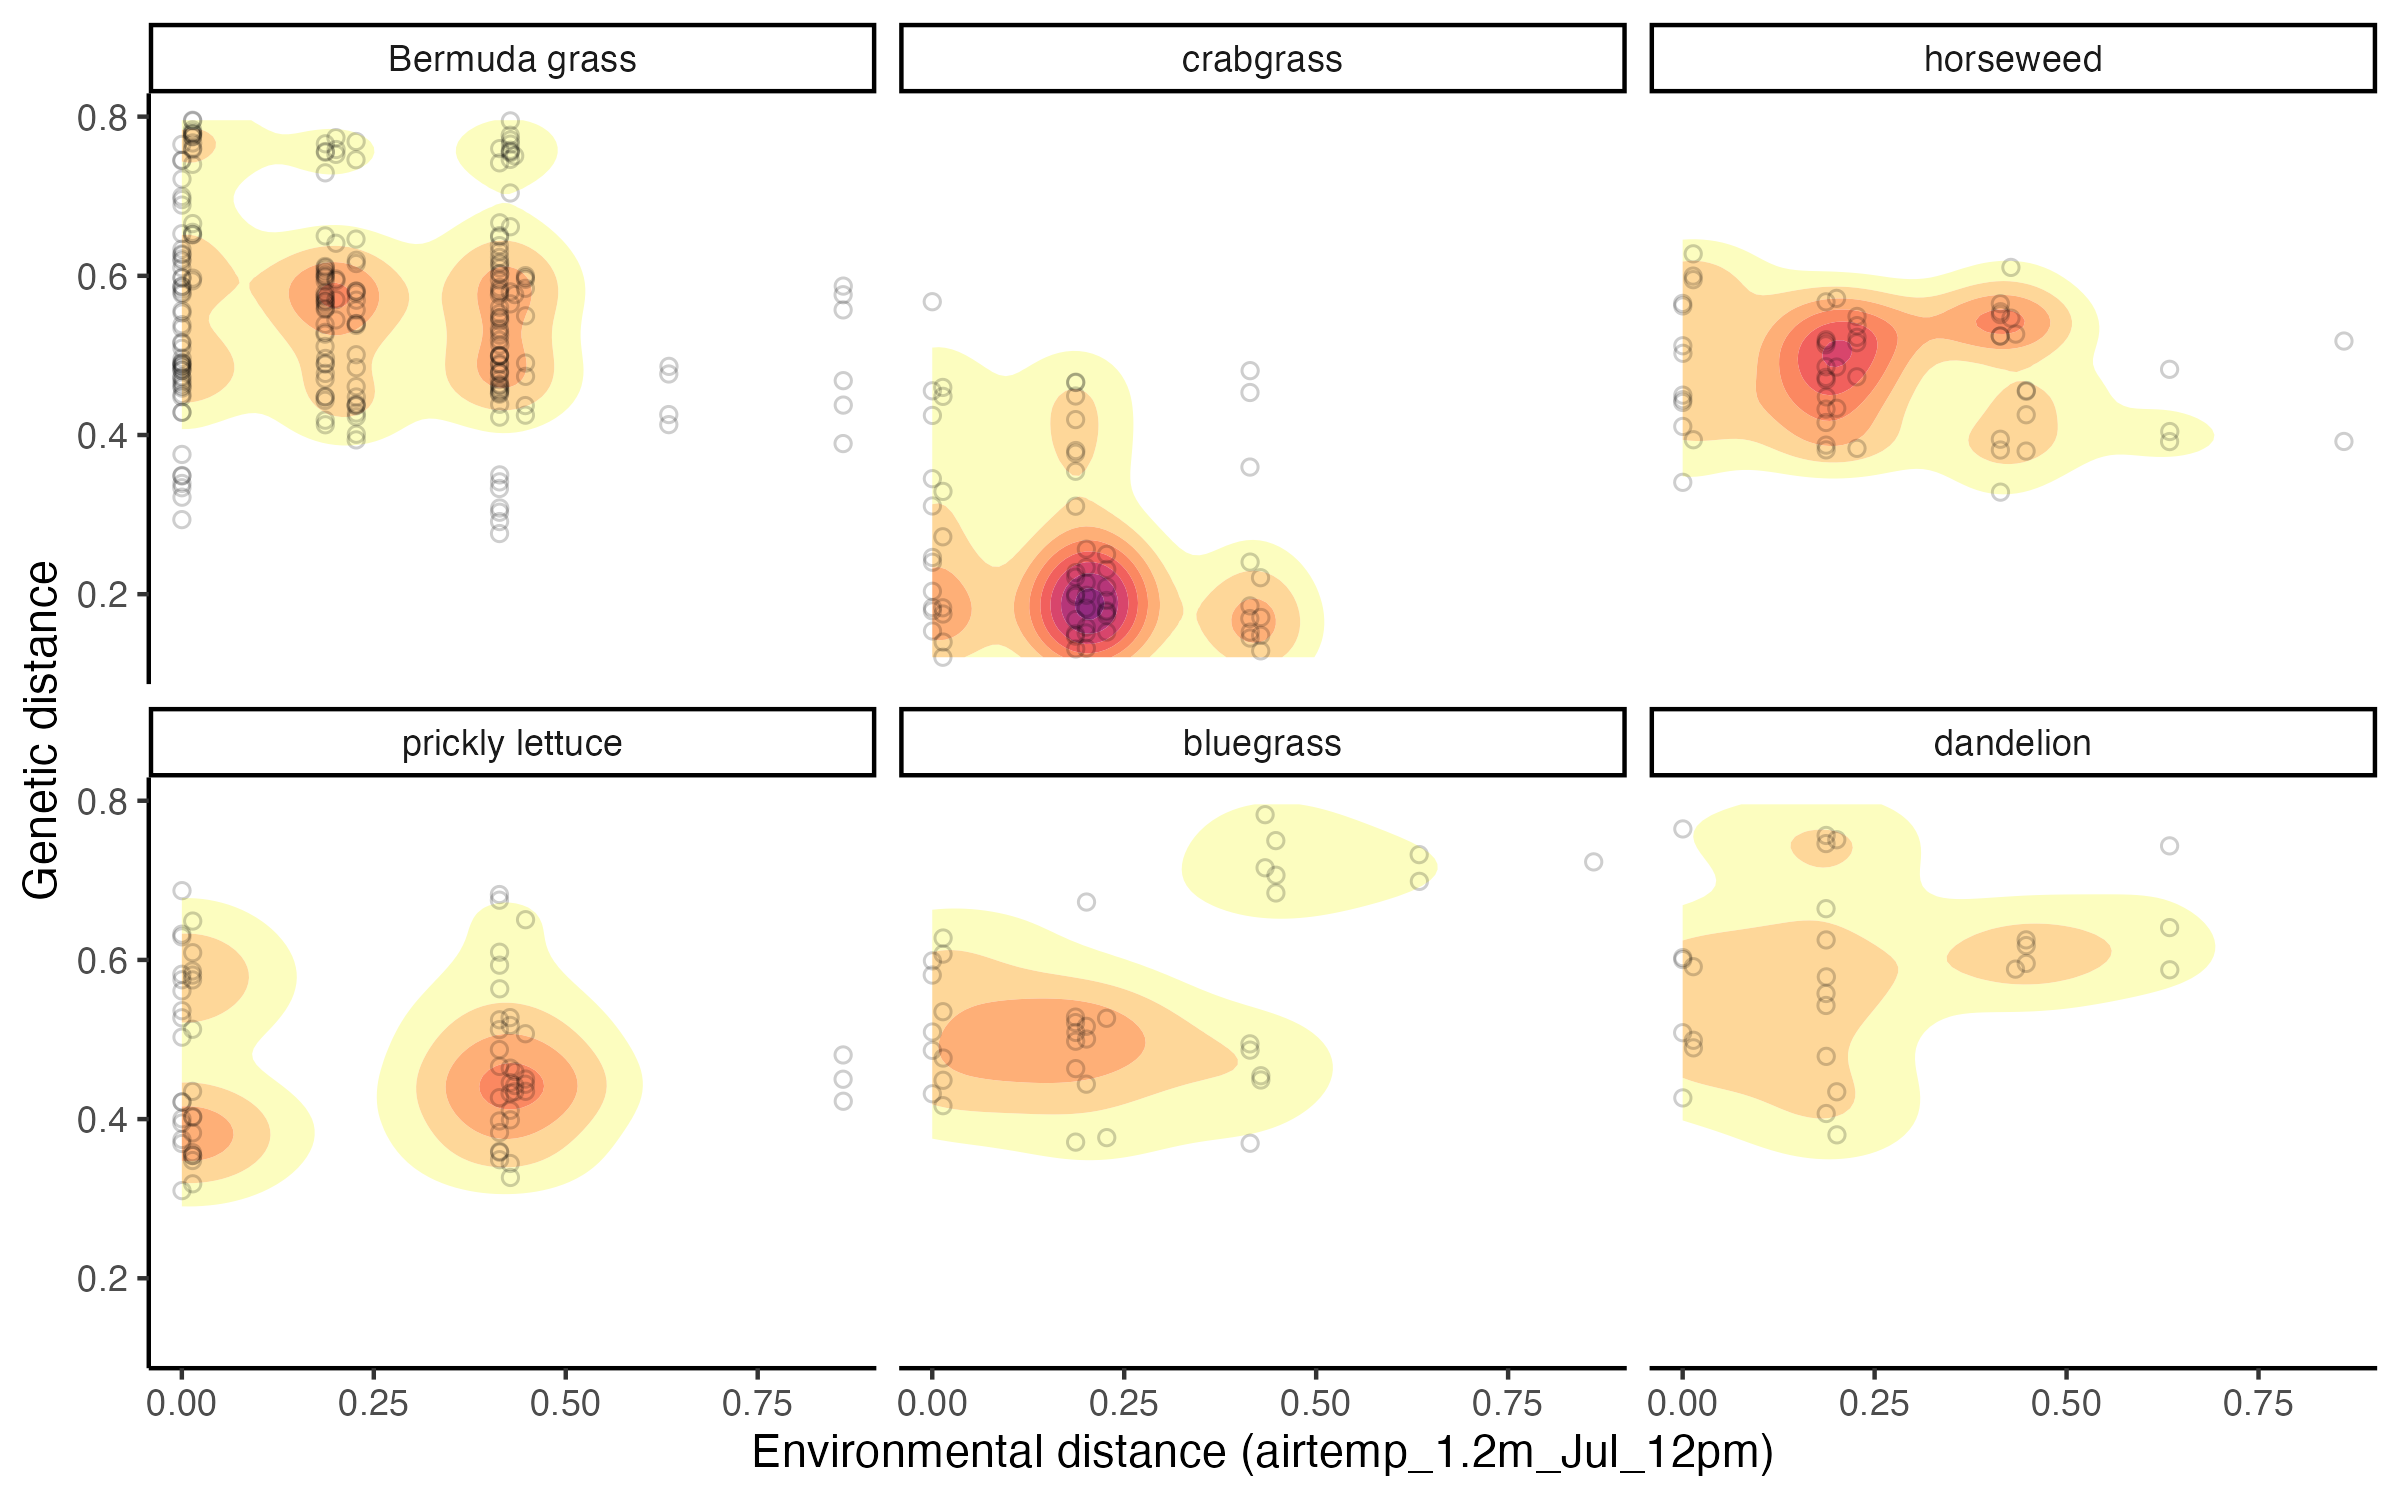 Bermuda grass
crabgrass
horseweed
0.8
0.6
0.4
0.2
prickly lettuce
bluegrass
dandelion
0.8
0.6
0.4
0.2
Genetic distance
0.00 0.25 0.50 0.75
0.00 0.25 0.50 0.75
0.00 0.25 0.50 0.75
Environmental distance (airtemp_1.2m_Jul_12pm)